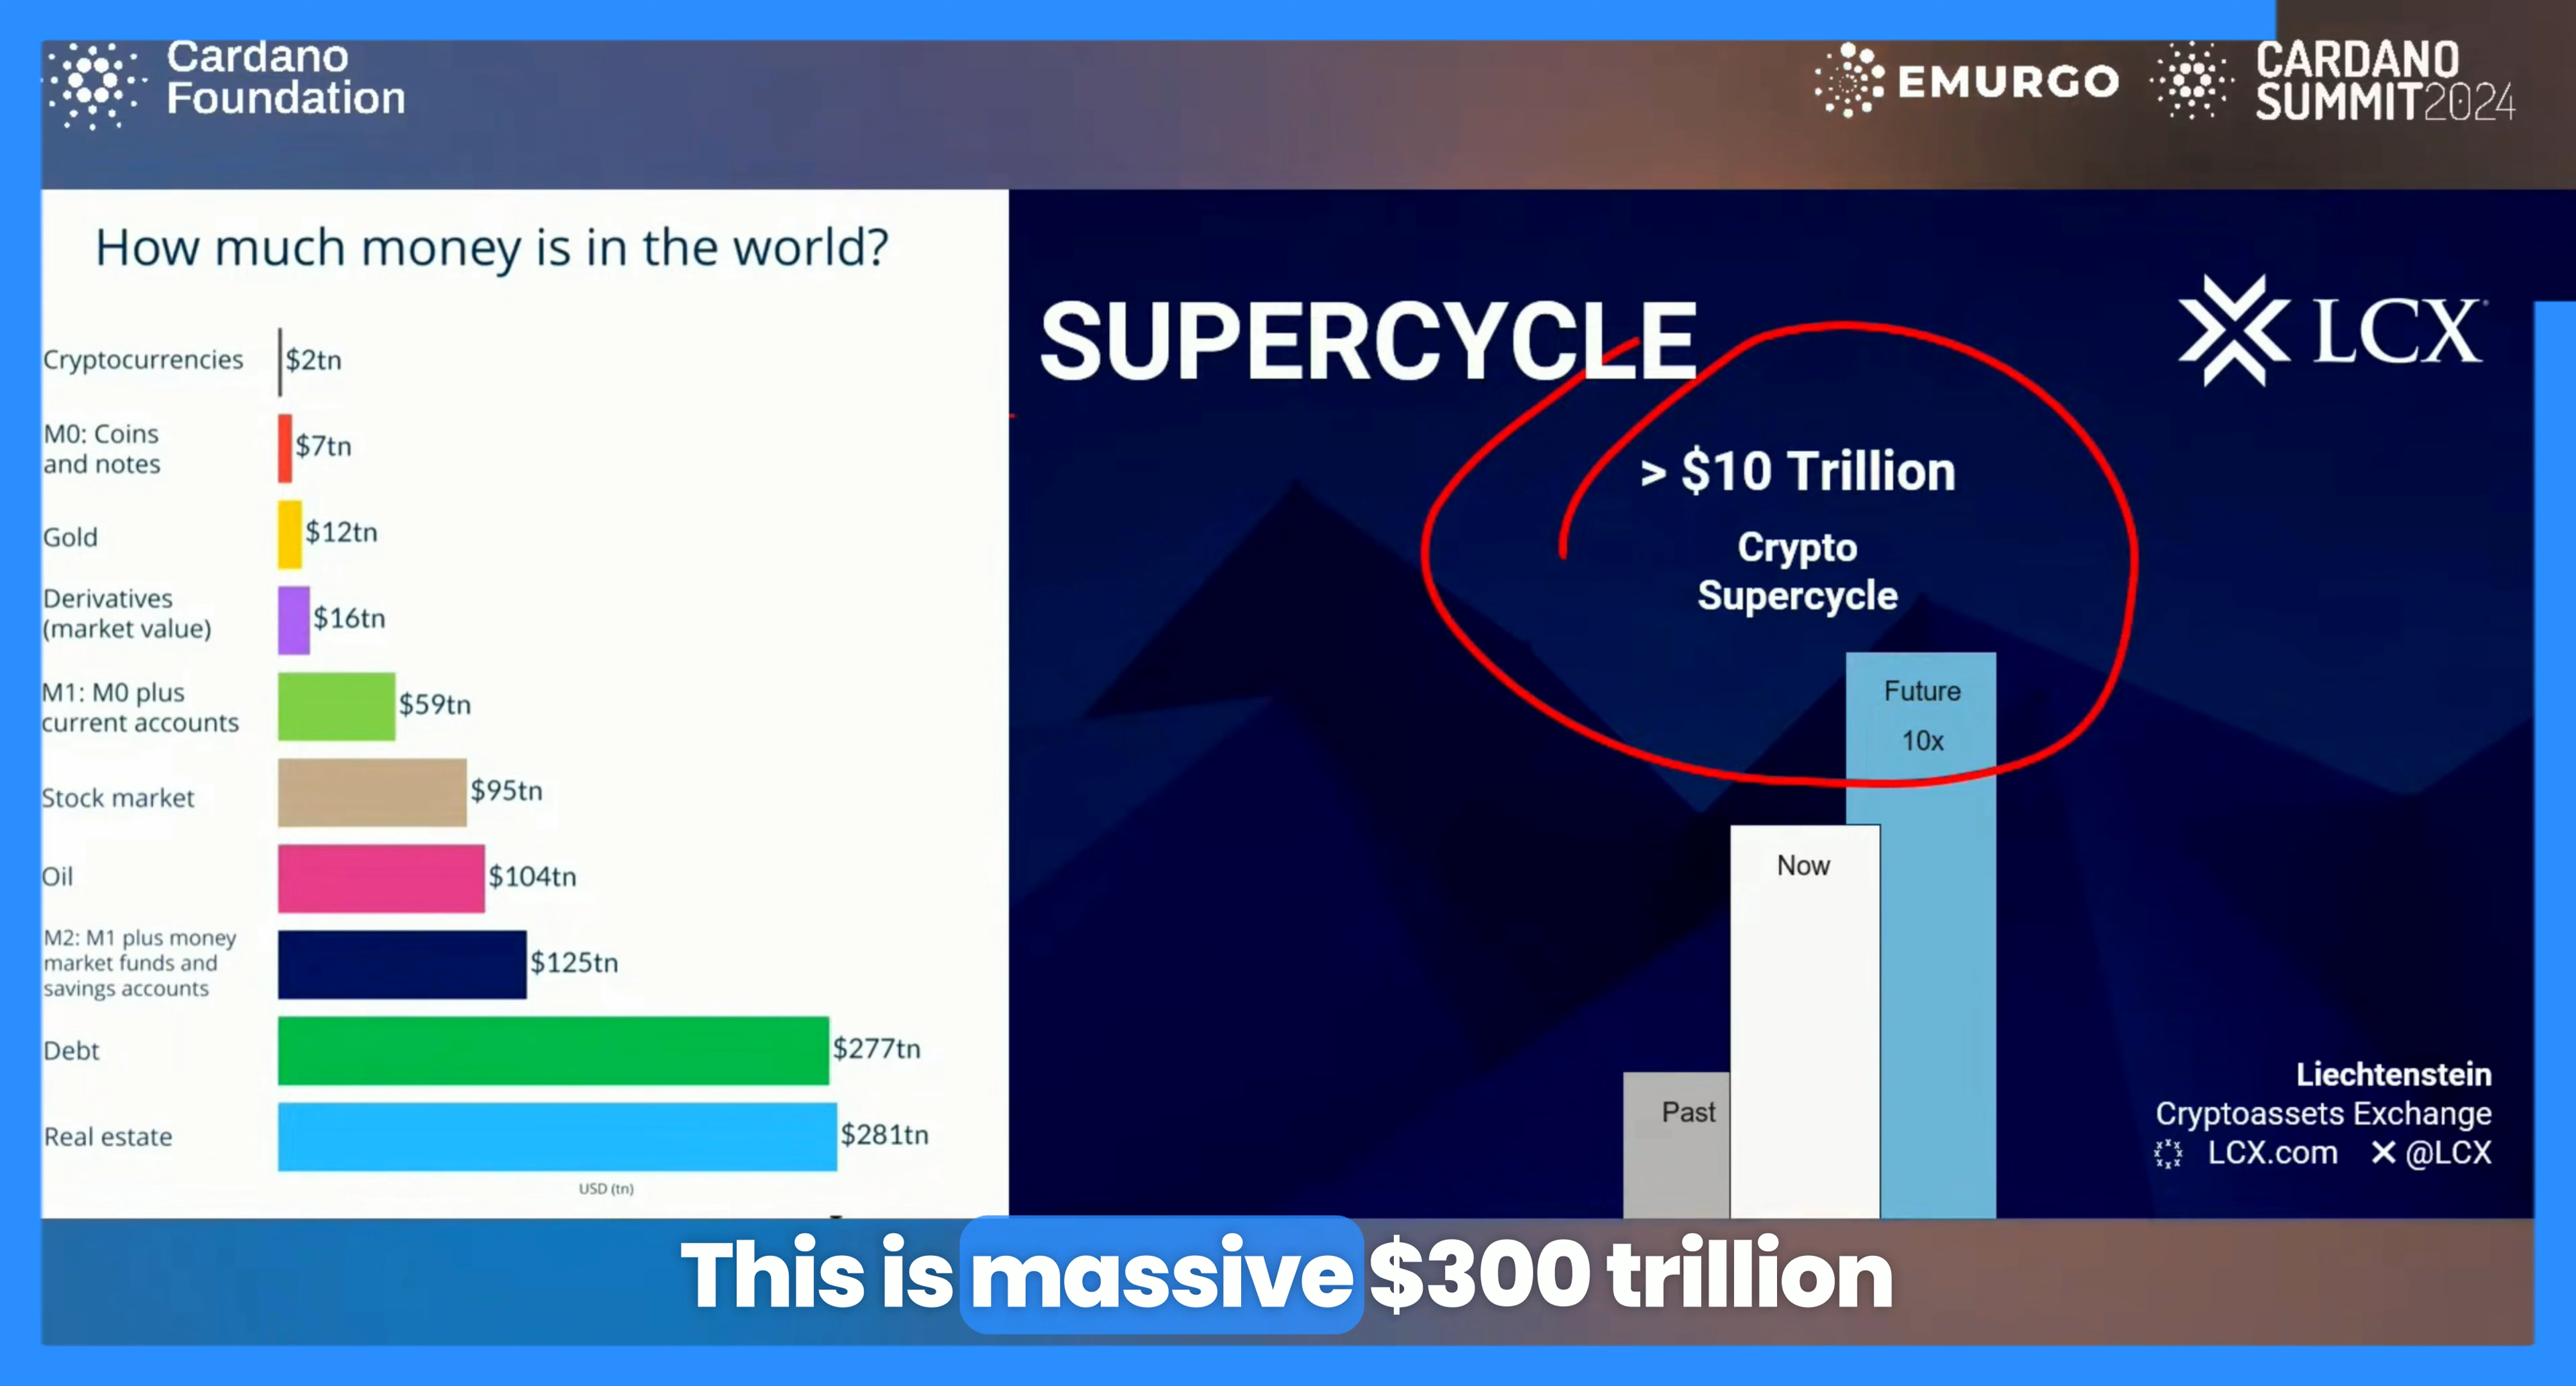 Cardano
Foundation
EMURGO
CARDANO
SUMMIT2024
How much money is in the world?
Cryptocurrencies
$2tn
M0: Coins
and notes
$7tn
Gold
$12tn
Derivatives
(market value)
$16tn
M1: M0 plus
current accounts
$59tn
Stock market
$95tn
Oil
$104tn
M2: M1 plus money
market funds and
savings accounts
$125tn
Debt
$277tn
Real estate
$281tn
USD (tn)
SUPERCYCLE
LCX
> $10 Trillion
Crypto
Supercycle
Future
10x
Now
Past
Liechtenstein
Cryptoassets Exchange
LCX.com X @LCX
This is massive $300 trillion